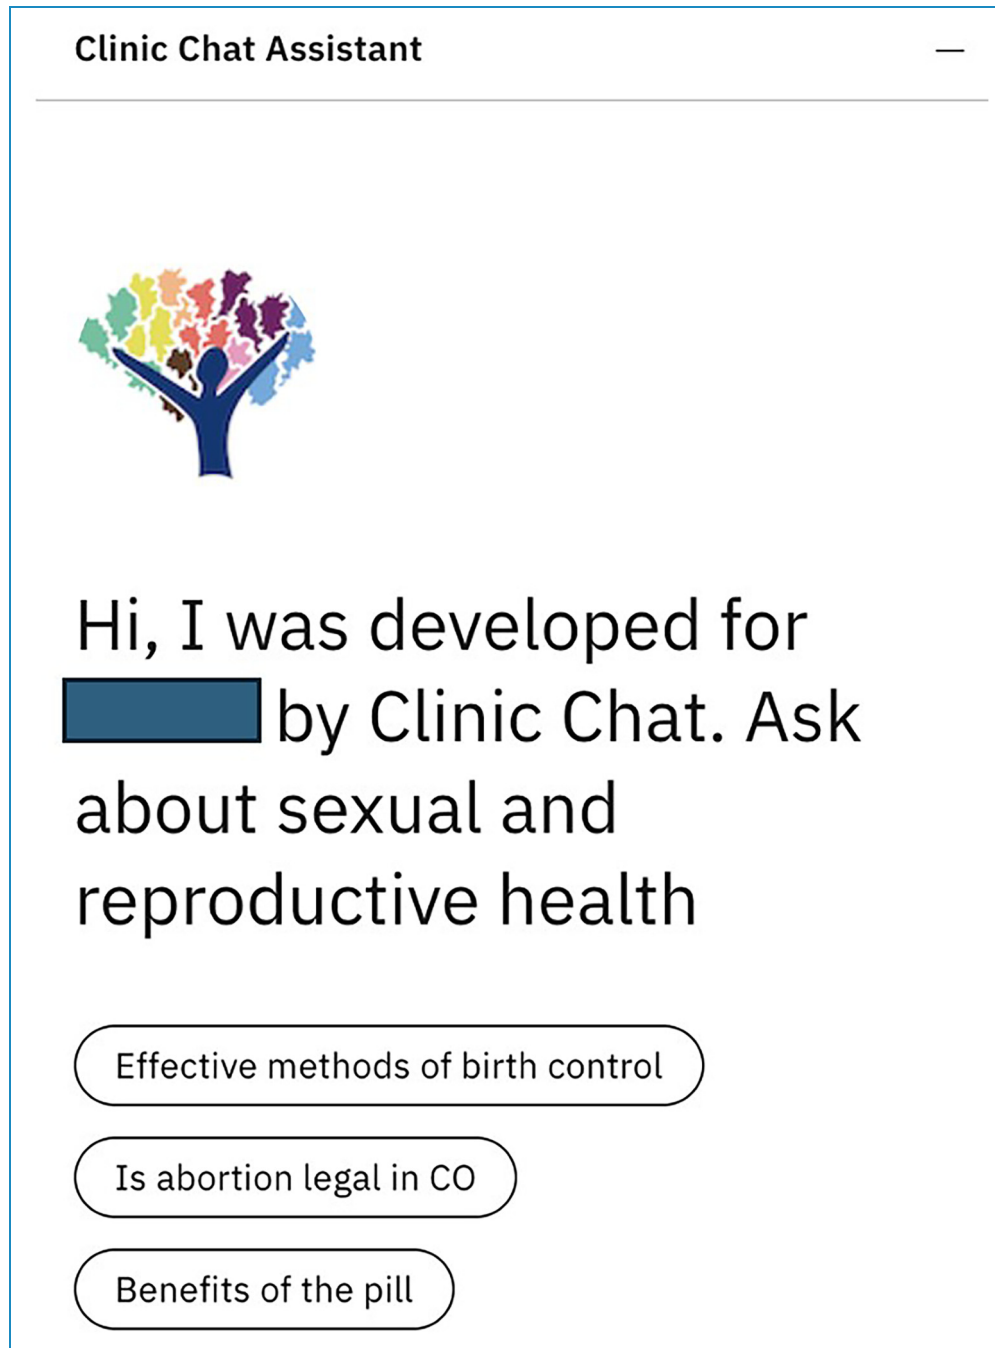 Clinic Chat Assistant
Hi, I was developed for
by Clinic Chat. Ask
about sexual and
reproductive health
Effective methods of birth control
Is abortion legal in CO
Benefits of the pill